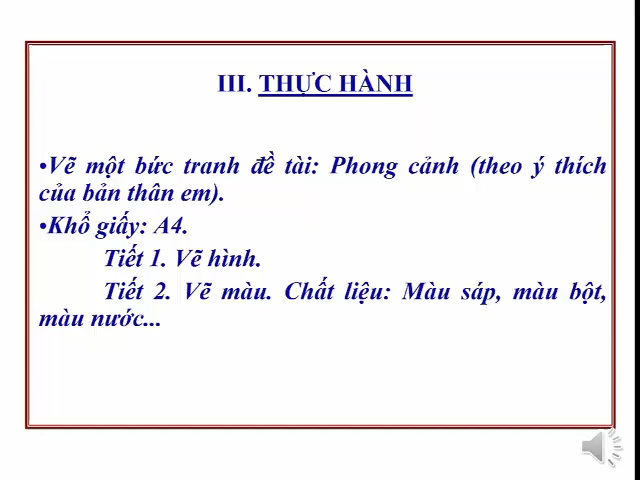 III. THỰC HÀNH
•Vẽ một bức tranh đề tài: Phong cảnh (theo ý thích
của bản thân em).
•Khổ giấy: A4.
Tiết 1. Vẽ hình.
Tiết 2. Vẽ màu. Chất liệu: Màu sáp, màu bột,
màu nước...